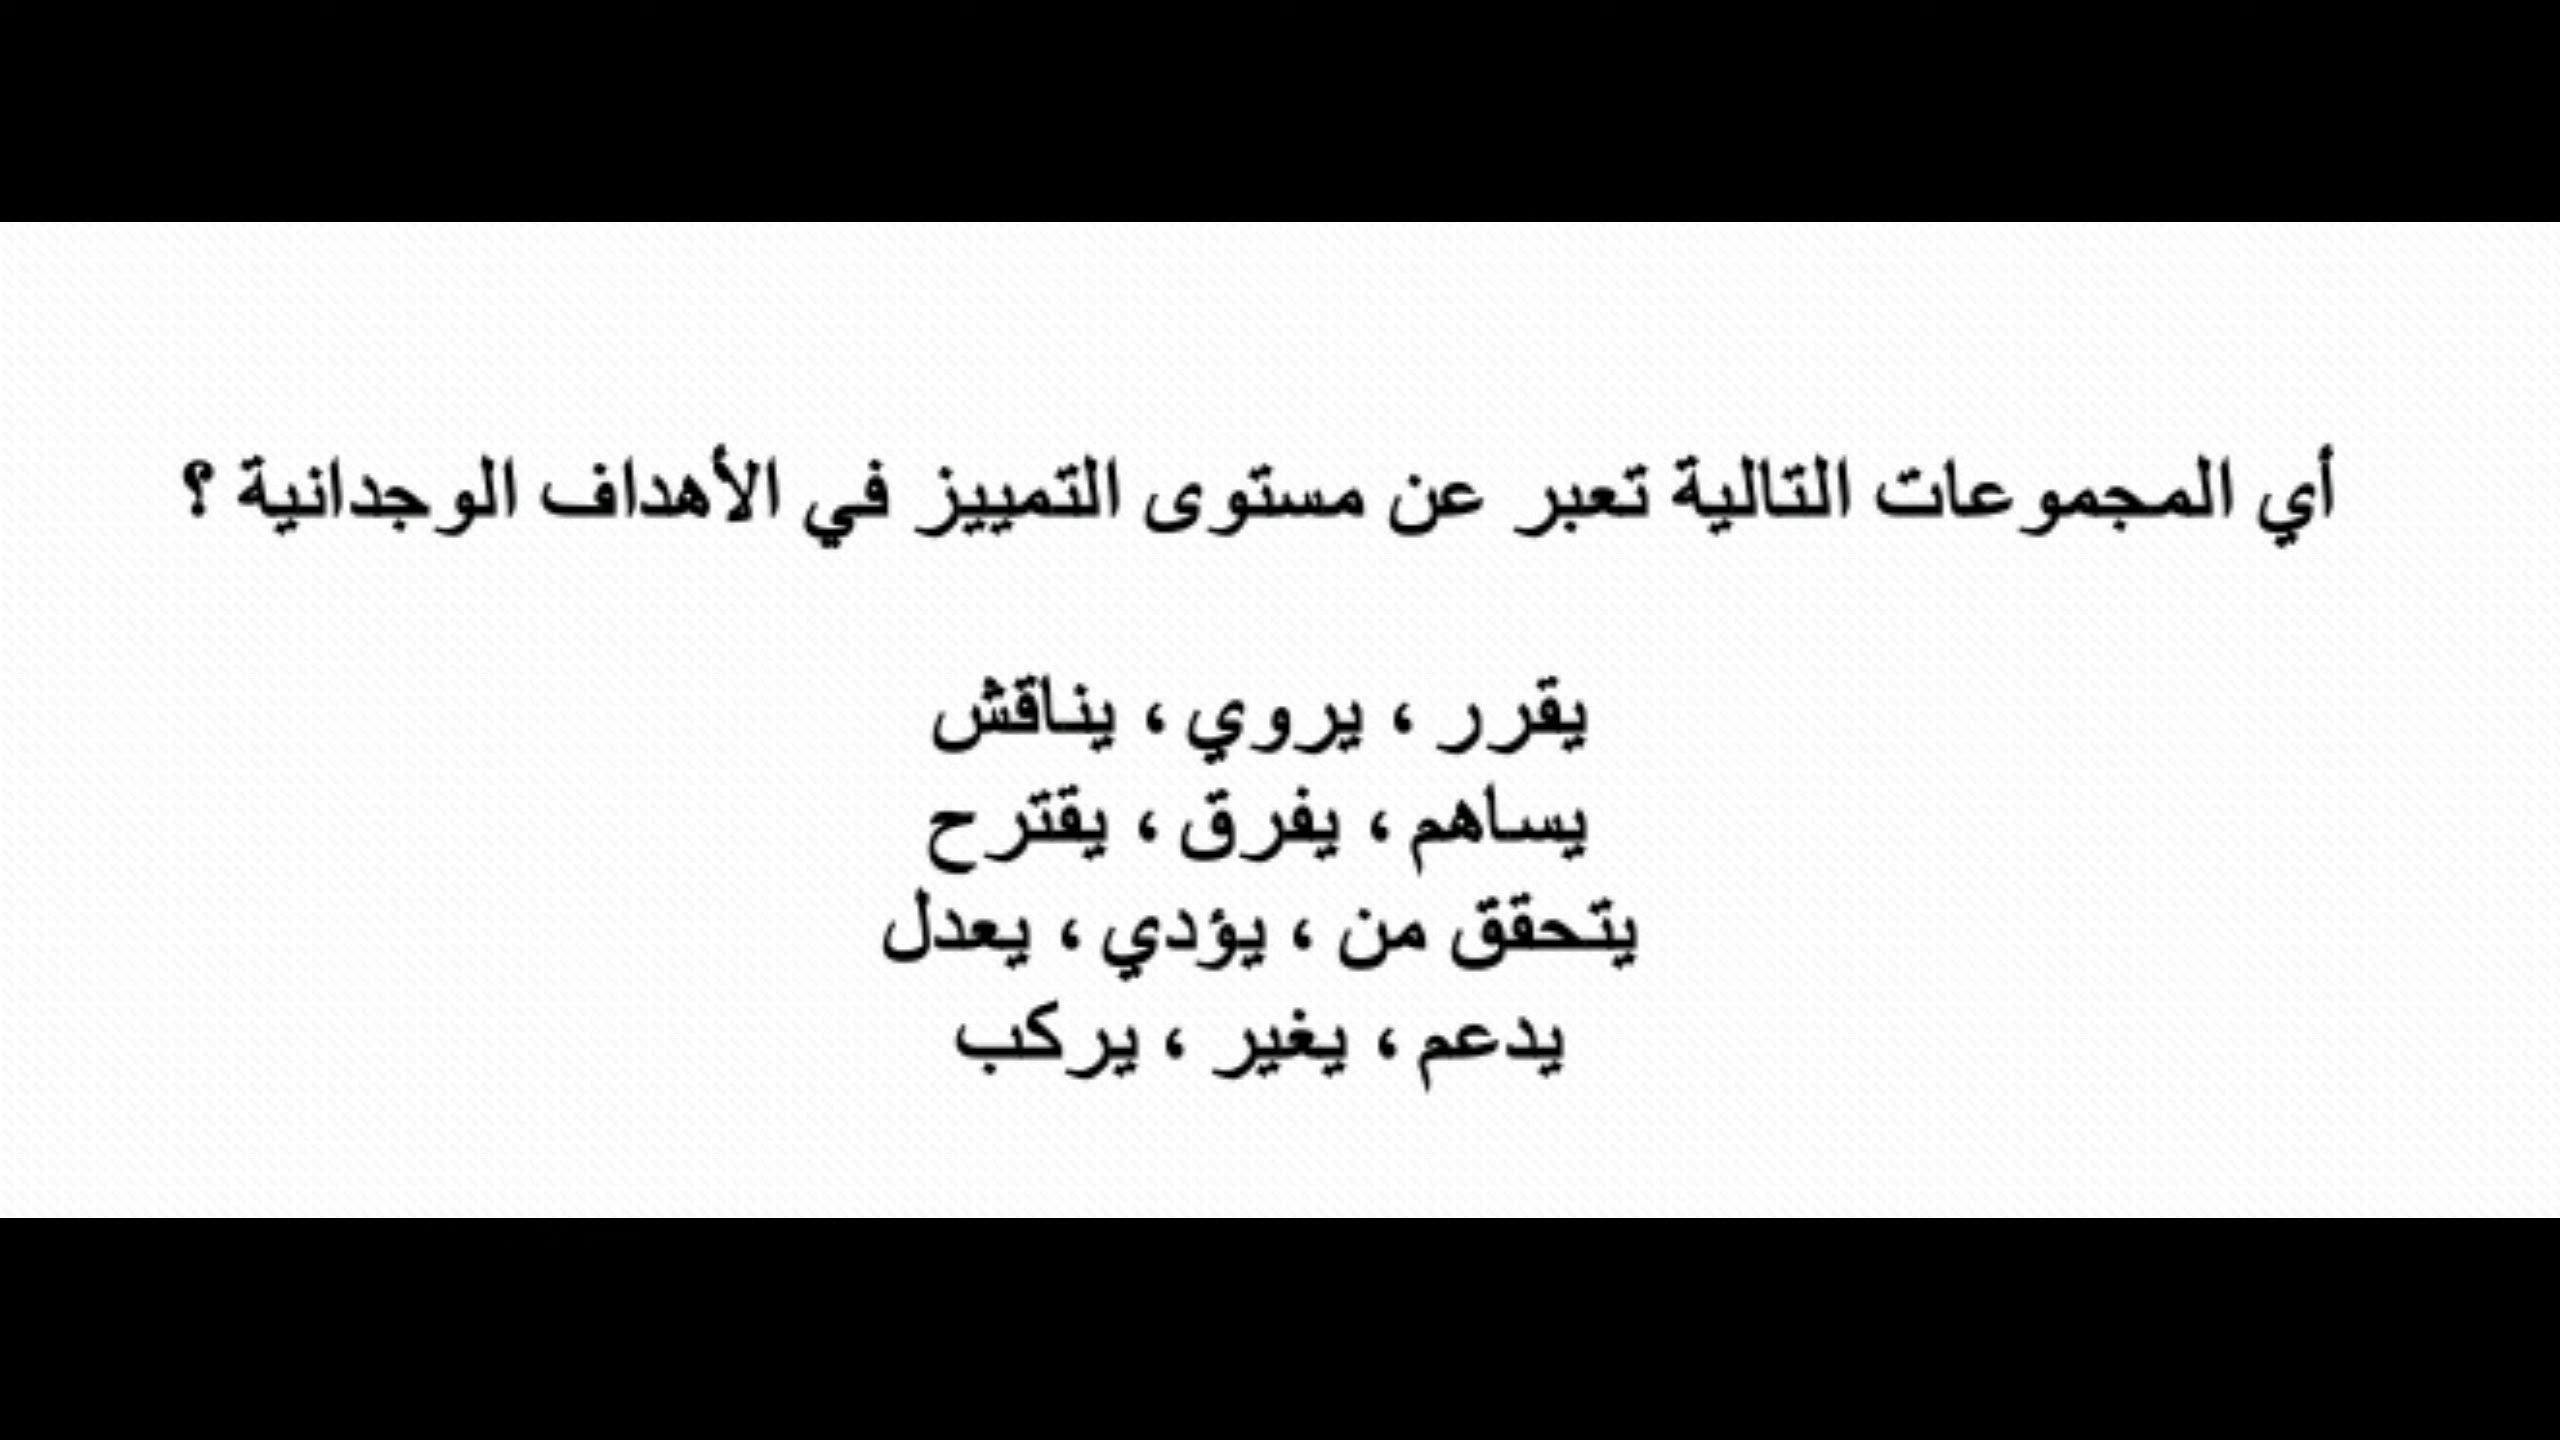 أي المجموعات التالية تعبر عن مستوى التمييز في الأهداف الوجدانية ؟
يقرر ، يروي ، يناقش
يساهم ، يفرق ، يقترح
يتحقق من ، يؤدي ، يعدل
يدعم ، يغير ، يركب